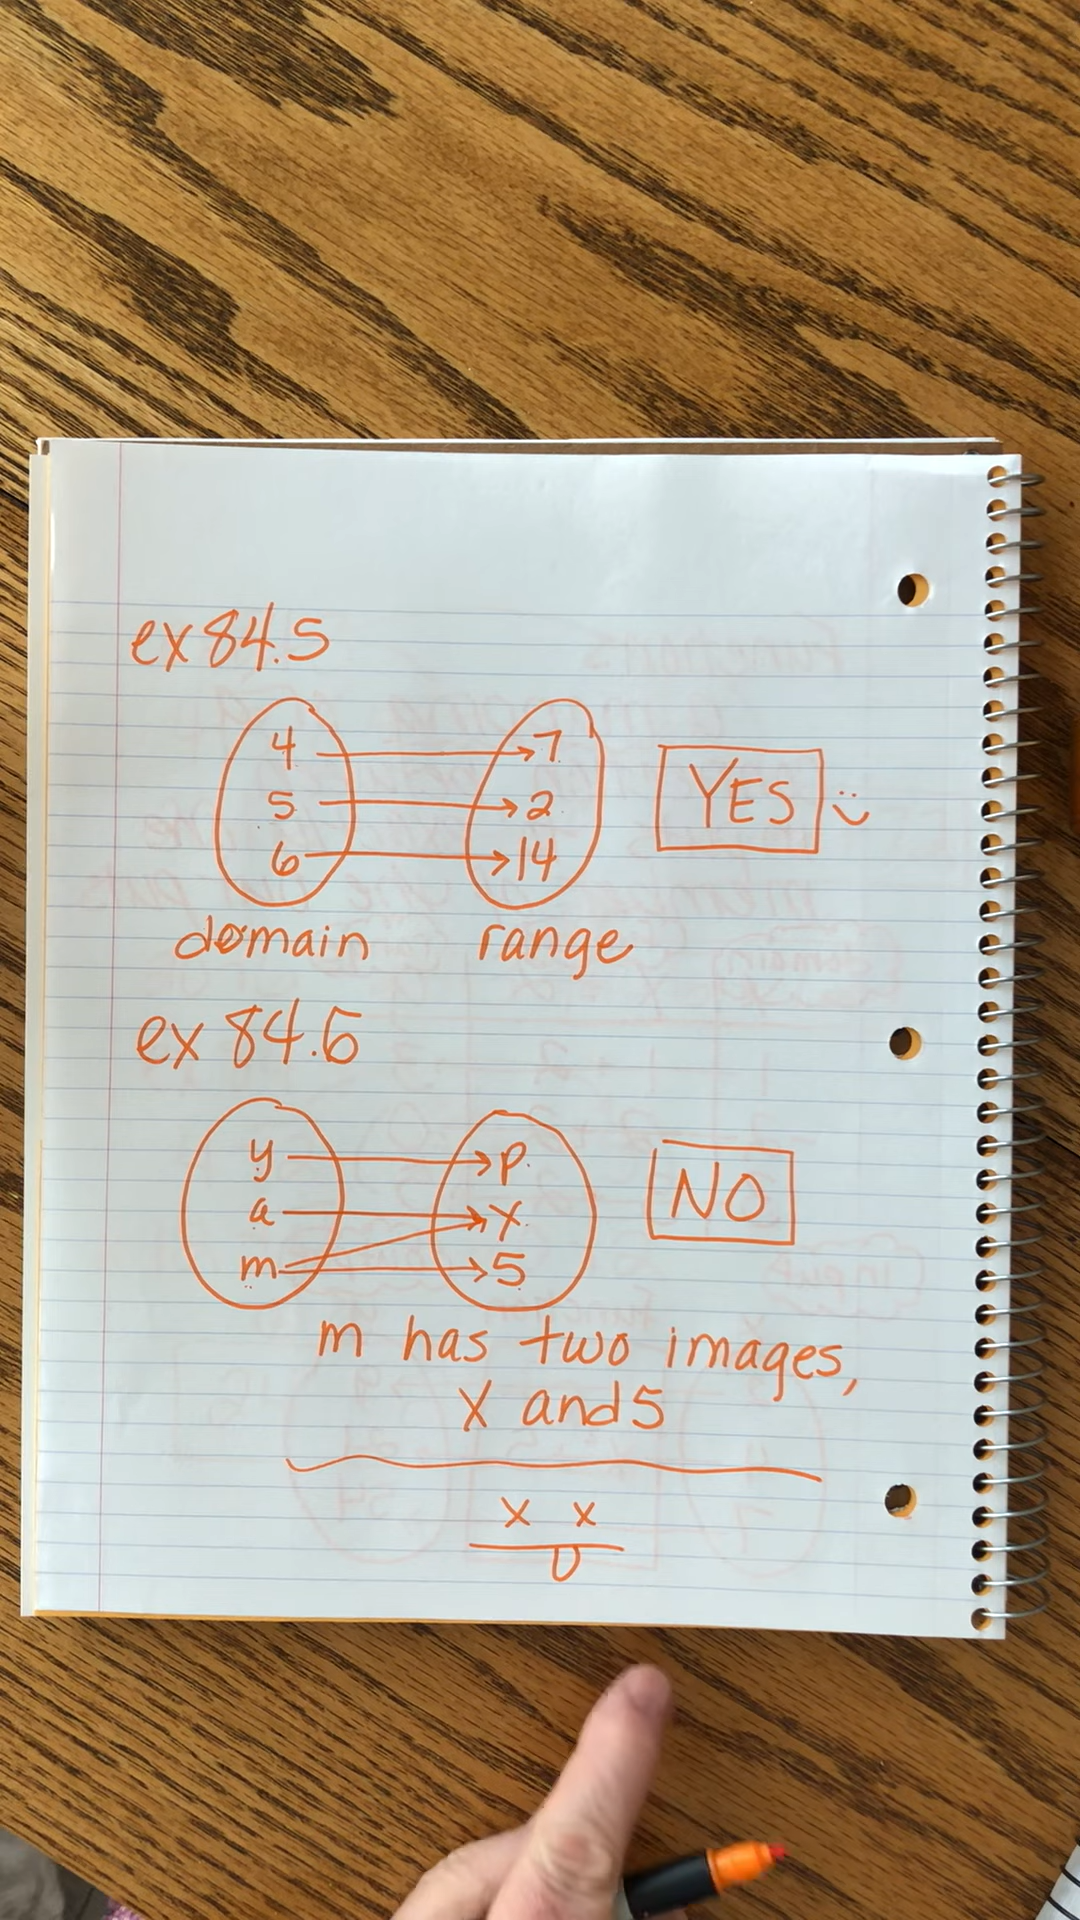 ex 84.5
4 → 7
5 → 2
6 → 14
YES
domain range
ex 84.6
y → p
a → x
m → 5
NO
m has two images,
x and 5